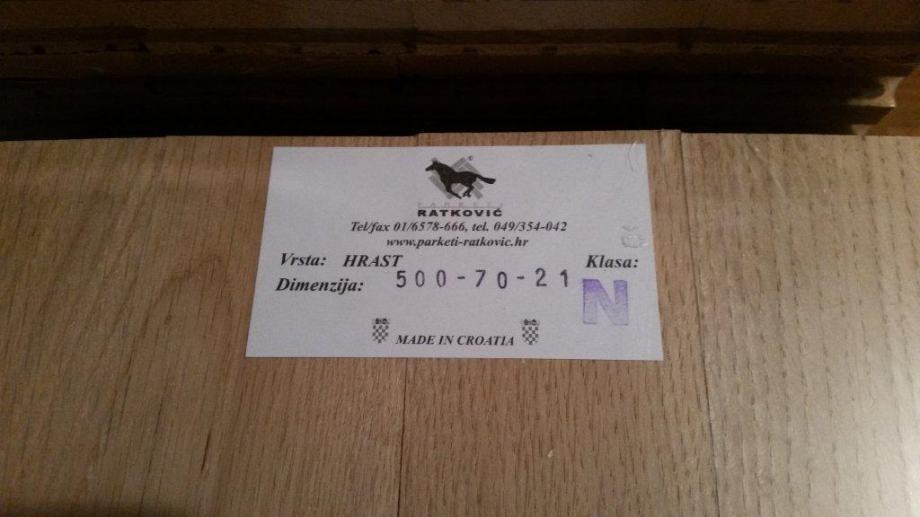 PARKETI
RATKOVIĆ
Tel/fax 01/6578-666, tel. 049/354-042
www.parketi-ratkovic.hr
Vrsta: HRAST Klasa:
Dimenzija: 500-70-21 N
MADE IN CROATIA